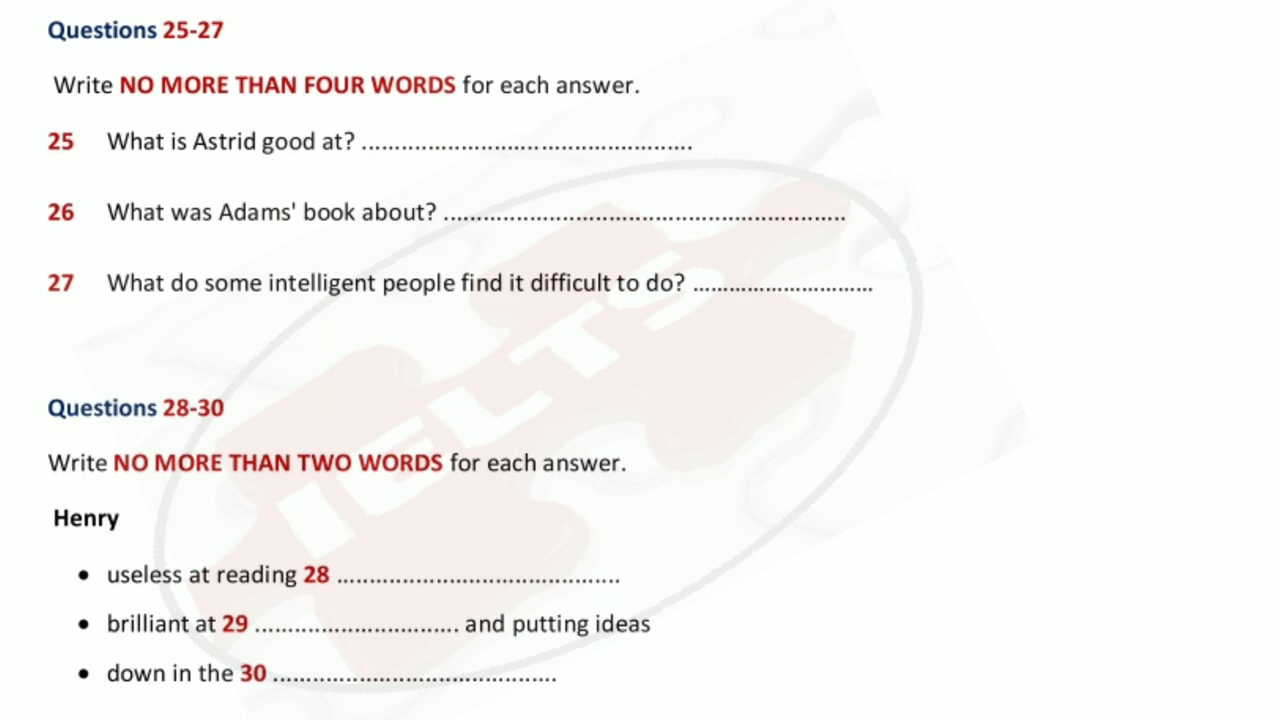 Questions 25-27
Write NO MORE THAN FOUR WORDS for each answer.
25 What is Astrid good at? ..................................................
26 What was Adams' book about? .............................................................
27 What do some intelligent people find it difficult to do? ..............................
IELTS
Questions 28-30
Write NO MORE THAN TWO WORDS for each answer.
Henry
• useless at reading 28 ...........................................
• brilliant at 29 ............................... and putting ideas
• down in the 30 ...........................................